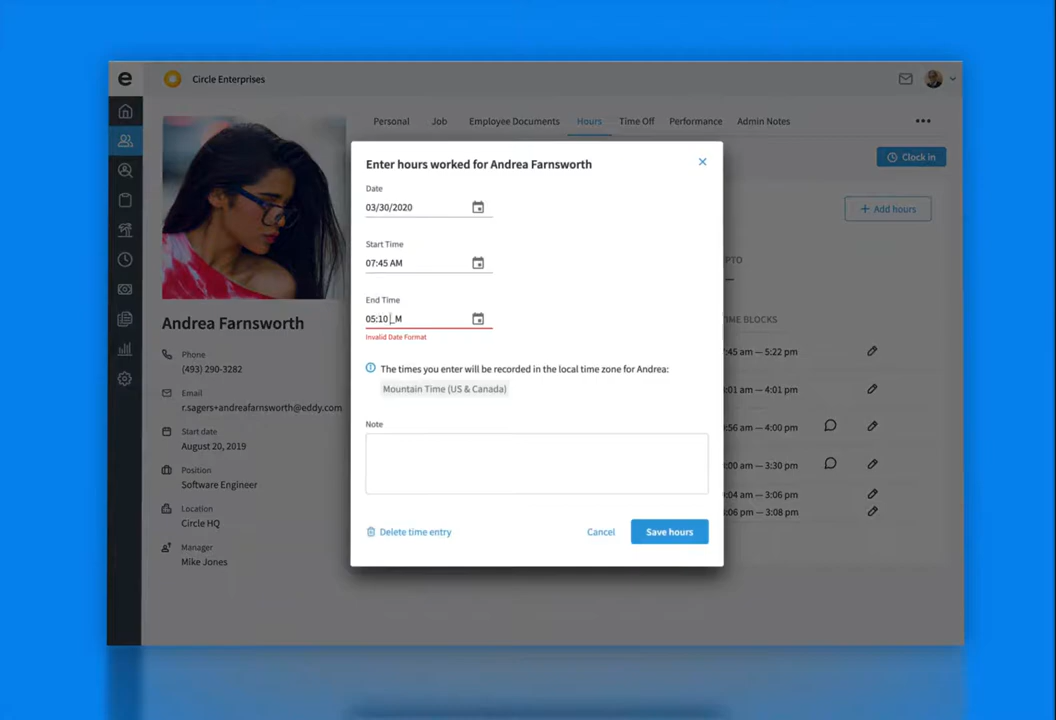 e
Circle Enterprises
Personal Job Employee Documents Hours Time Off Performance Admin Notes
Clock in
+ Add hours
Andrea Farnsworth
Phone
(493) 290-3282
Email
r.sagers+andreafarnsworth@eddy.com
Start date
August 20, 2019
Position
Software Engineer
Location
Circle HQ
Manager
Mike Jones
Enter hours worked for Andrea Farnsworth
Date
03/30/2020
Start Time
07:45 AM
End Time
05:10 _M
Invalid Date Format
The times you enter will be recorded in the local time zone for Andrea:
Mountain Time (US & Canada)
Note
Delete time entry
Cancel
Save hours
PTO
IME BLOCKS
:45 am — 5:22 pm
:01 am — 4:01 pm
:56 am — 4:00 pm
:00 am — 3:30 pm
:04 am — 3:06 pm
:06 pm — 3:08 pm